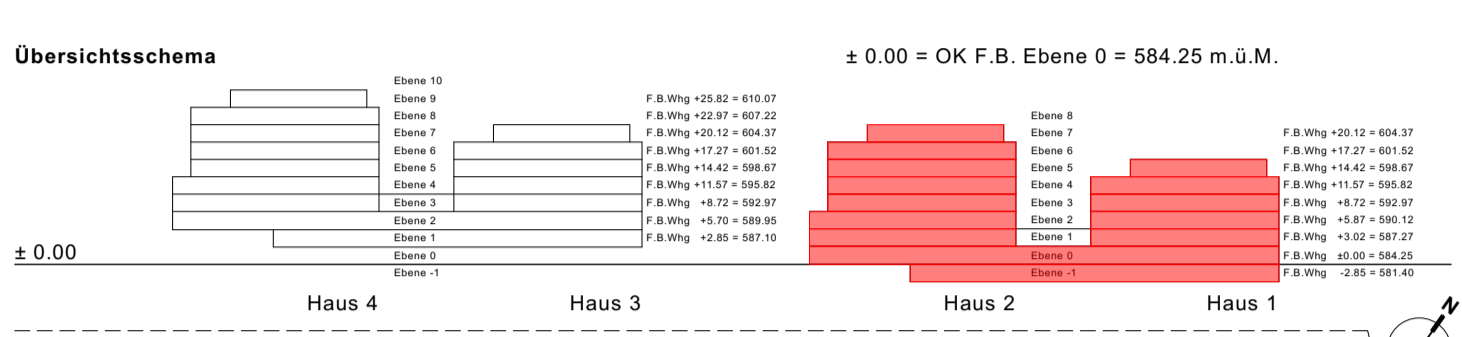 Übersichtsschema
± 0.00 = OK F.B. Ebene 0 = 584.25 m.ü.M.
Ebene 10
Ebene 9
Ebene 8
Ebene 7
Ebene 6
Ebene 5
Ebene 4
Ebene 3
Ebene 2
Ebene 1
Ebene 0
Ebene -1
F.B.Whg +25.82 = 610.07
F.B.Whg +22.97 = 607.22
F.B.Whg +20.12 = 604.37
F.B.Whg +17.27 = 601.52
F.B.Whg +14.42 = 598.67
F.B.Whg +11.57 = 595.82
F.B.Whg +8.72 = 592.97
F.B.Whg +5.70 = 589.95
F.B.Whg +2.85 = 587.10
Ebene 8
Ebene 7
Ebene 6
Ebene 5
Ebene 4
Ebene 3
Ebene 2
Ebene 1
Ebene 0
Ebene -1
F.B.Whg +20.12 = 604.37
F.B.Whg +17.27 = 601.52
F.B.Whg +14.42 = 598.67
F.B.Whg +11.57 = 595.82
F.B.Whg +8.72 = 592.97
F.B.Whg +5.87 = 590.12
F.B.Whg +3.02 = 587.27
F.B.Whg ±0.00 = 584.25
F.B.Whg -2.85 = 581.40
± 0.00
Haus 4
Haus 3
Haus 2
Haus 1
N